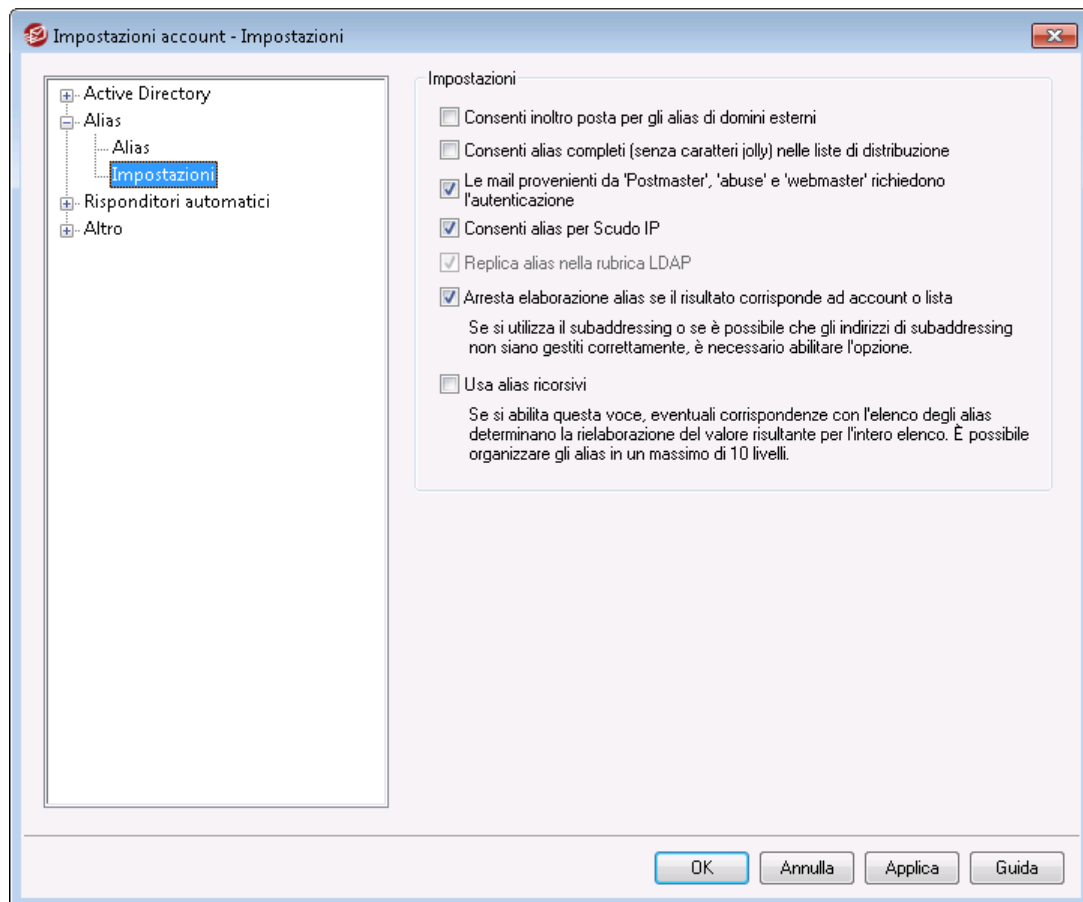 Impostazioni account - Impostazioni
Active Directory
Alias
Alias
Impostazioni
Risponditori automatici
Altro
Impostazioni
Consenti inoltro posta per gli alias di domini esterni
Consenti alias completi (senza caratteri jolly) nelle liste di distribuzione
Le mail provenienti da 'Postmaster', 'abuse' e 'webmaster' richiedono
l'autenticazione
Consenti alias per Scudo IP
Replica alias nella rubrica LDAP
Arresta elaborazione alias se il risultato corrisponde ad account o lista
Se si utilizza il subaddressing o se è possibile che gli indirizzi di subaddressing
non siano gestiti correttamente, è necessario abilitare l'opzione.
Usa alias ricorsivi
Se si abilita questa voce, eventuali corrispondenze con l'elenco degli alias
determinano la rielaborazione del valore risultante per l'intero elenco. È possibile
organizzare gli alias in un massimo di 10 livelli.
OK
Annulla
Applica
Guida